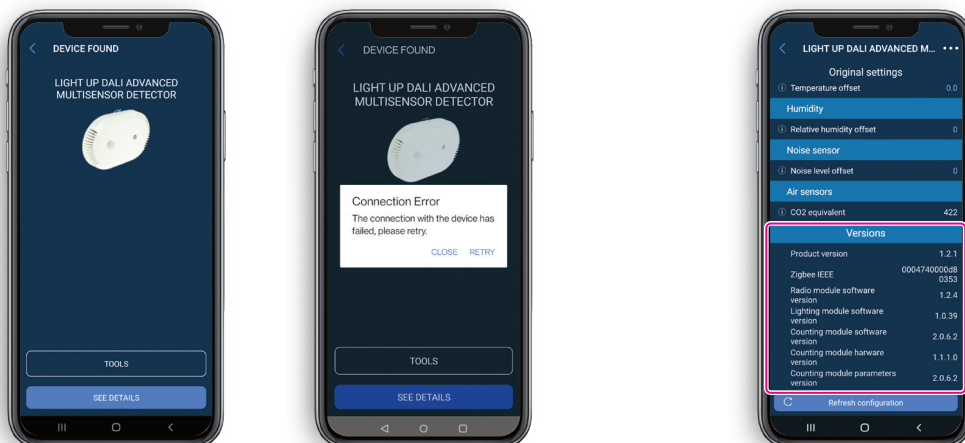 DEVICE FOUND
LIGHT UP DALI ADVANCED
MULTISENSOR DETECTOR
TOOLS
SEE DETAILS
DEVICE FOUND
LIGHT UP DALI ADVANCED
MULTISENSOR DETECTOR
Connection Error
The connection with the device has
failed, please retry.
CLOSE RETRY
TOOLS
SEE DETAILS
LIGHT UP DALI ADVANCED M...
Original settings
Temperature offset 0.0
Humidity
Relative humidity offset 0
Noise sensor
Noise level offset 0
Air sensors
CO2 equivalent 422
Versions
Product version 1.2.1
Zigbee IEEE 0004740000d8
0353
Radio module software
version 1.2.4
Lighting module software
version 1.0.39
Counting module software
version 2.0.6.2
Counting module harware
version 1.1.1.0
Counting module parameters
version 2.0.6.2
Refresh configuration